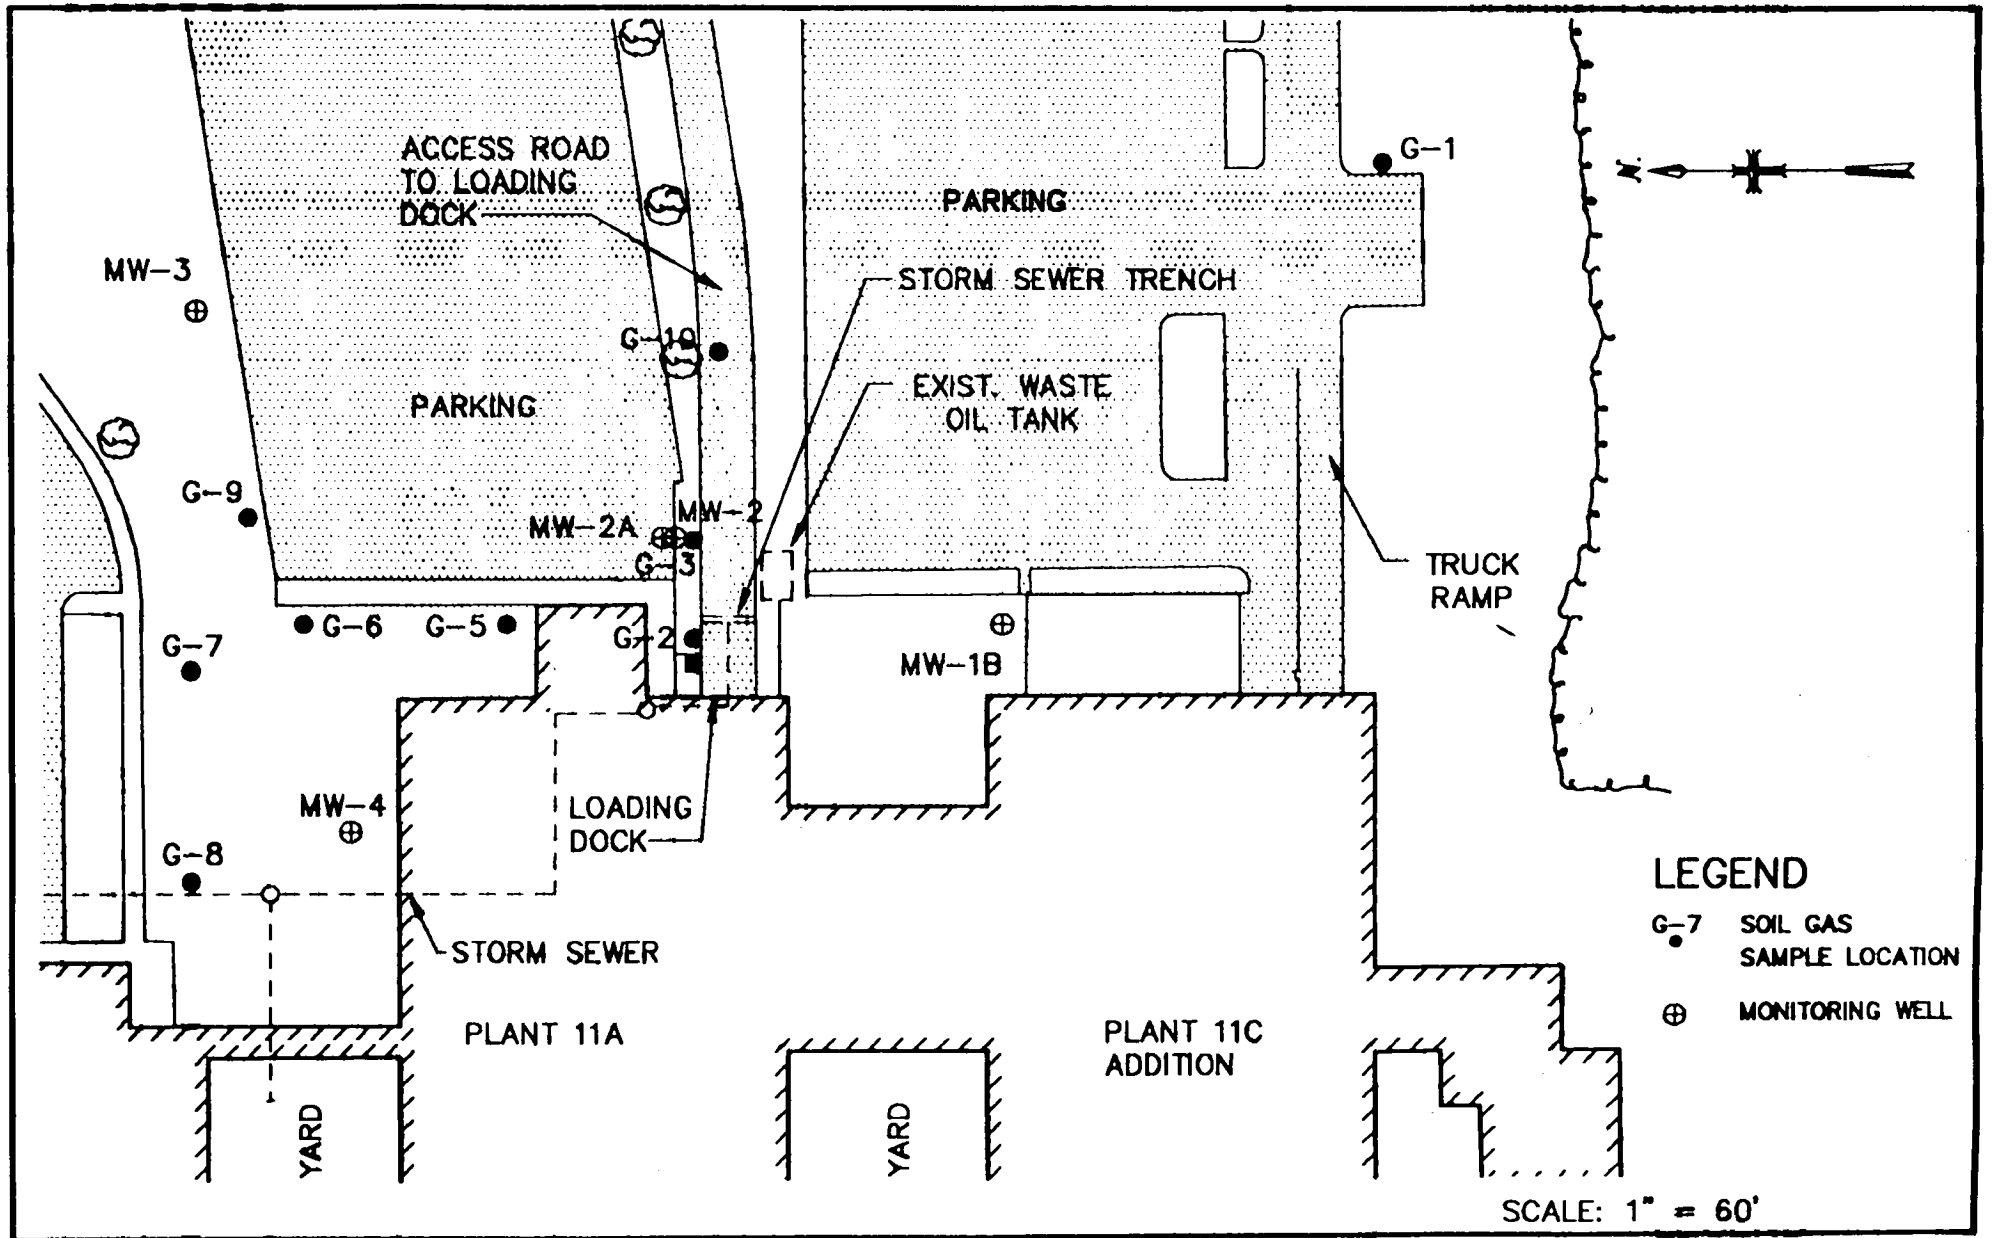 G-1
ACCESS ROAD
TO LOADING
DOCK
PARKING
N.
MW-3
STORM SEWER TRENCH
G-10
EXIST. WASTE
OIL TANK
PARKING
G-9
MW-2A
MW-2
G-3
TRUCK
RAMP
G-6
G-5
G-2
G-7
MW-1B
MW-4
LOADING
DOCK
G-8
STORM SEWER
LEGEND
G-7 SOIL GAS
SAMPLE LOCATION
MONITORING WELL
PLANT 11A
PLANT 11C
ADDITION
YARD
YARD
SCALE: 1" = 60'